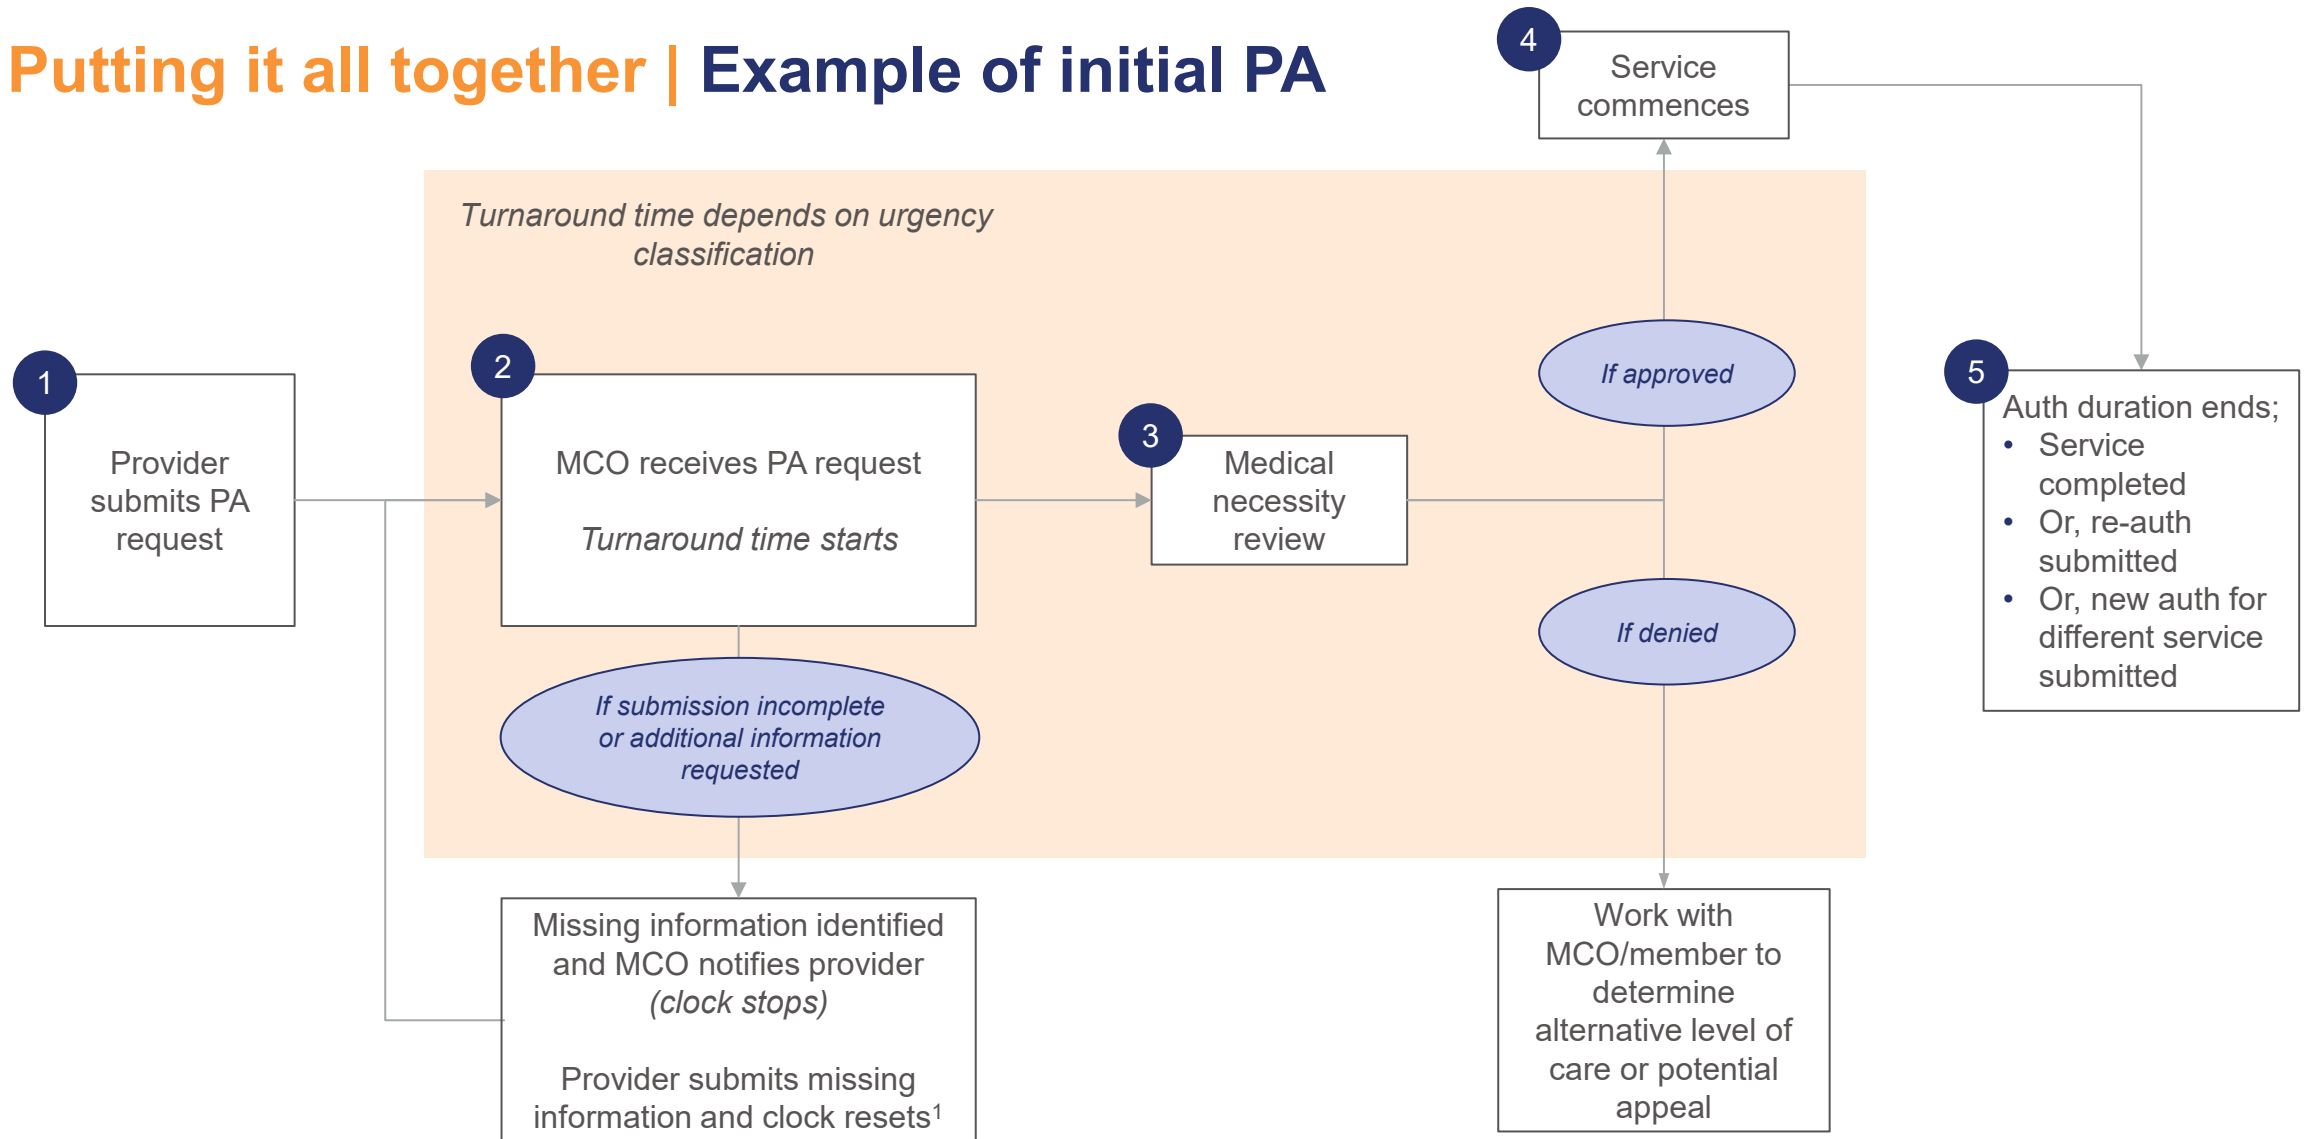 Putting it all together | Example of initial PA
4
Service
commences
Turnaround time depends on urgency
classification
1
Provider
submits PA
request
2
MCO receives PA request
Turnaround time starts
3
Medical
necessity
review
If approved
If denied
5
Auth duration ends;
• Service
completed
• Or, re-auth
submitted
• Or, new auth for
different service
submitted
If submission incomplete
or additional information
requested
Missing information identified
and MCO notifies provider
(clock stops)
Provider submits missing
information and clock resets¹
Work with
MCO/member to
determine
alternative level of
care or potential
appeal